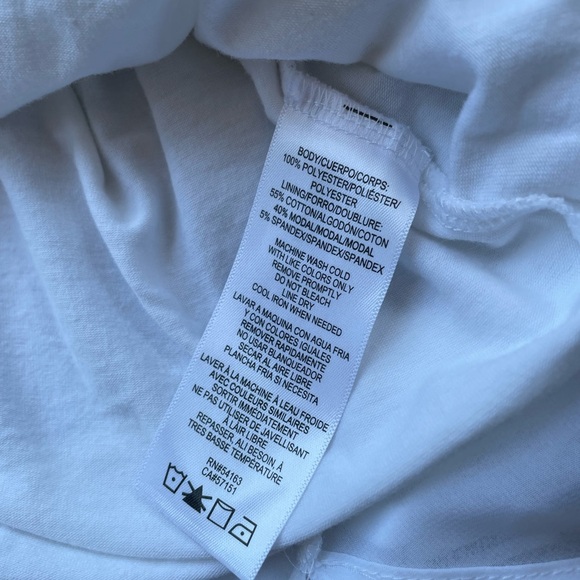 BODY/CUERPO/CORPS:
100% POLYESTER/POLIÉSTER/
POLYESTER
LINING/FORRO/DOUBLURE:
55% COTTON/ALGODÓN/COTON
40% MODAL/MODAL/MODAL
5% SPANDEX/SPANDEX/SPANDEX
MACHINE WASH COLD
WITH LIKE COLORS ONLY
REMOVE PROMPTLY
DO NOT BLEACH
LINE DRY
COOL IRON WHEN NEEDED
LAVAR A MAQUINA CON AGUA FRIA
Y CON COLORES IGUALES
REMOVER RAPIDAMENTE
NO USAR BLANQUEADOR
SECAR AL AIRE LIBRE
PLANCHA FRIA SI NECESITA
LAVER À LA MACHINE À L'EAU FROIDE
AVEC COULEURS SIMILAIRES
SORTIR IMMÉDIATEMENT
NE PAS UTILISER DE JAVELLISANT
À L'AIR LIBRE
REPASSER, ALI BESOIN, À
TRÈS BASSE TEMPÉRATURE
RN#54163
CA#57151